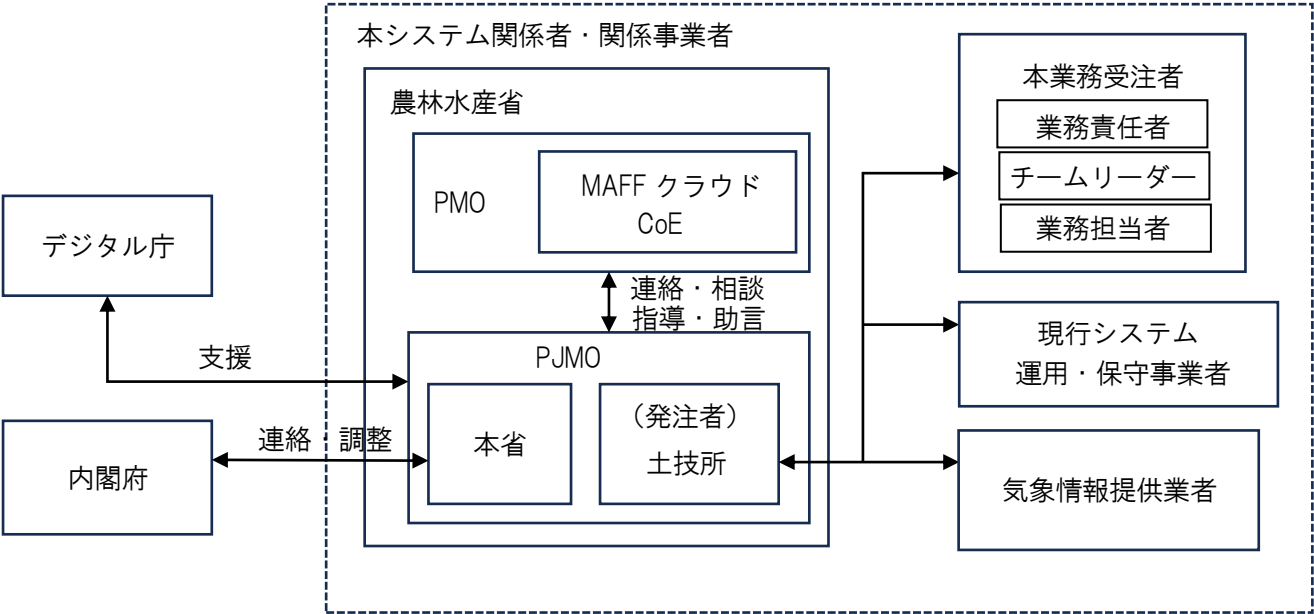 本システム関係者・関係事業者
農林水産省
PMO
MAFF クラウド
CoE
連絡・相談
指導・助言
PJMO
本省
（発注者）
土技所
デジタル庁
支援
内閣府
連絡・調整
本業務受注者
業務責任者
チームリーダー
業務担当者
現行システム
運用・保守事業者
気象情報提供業者